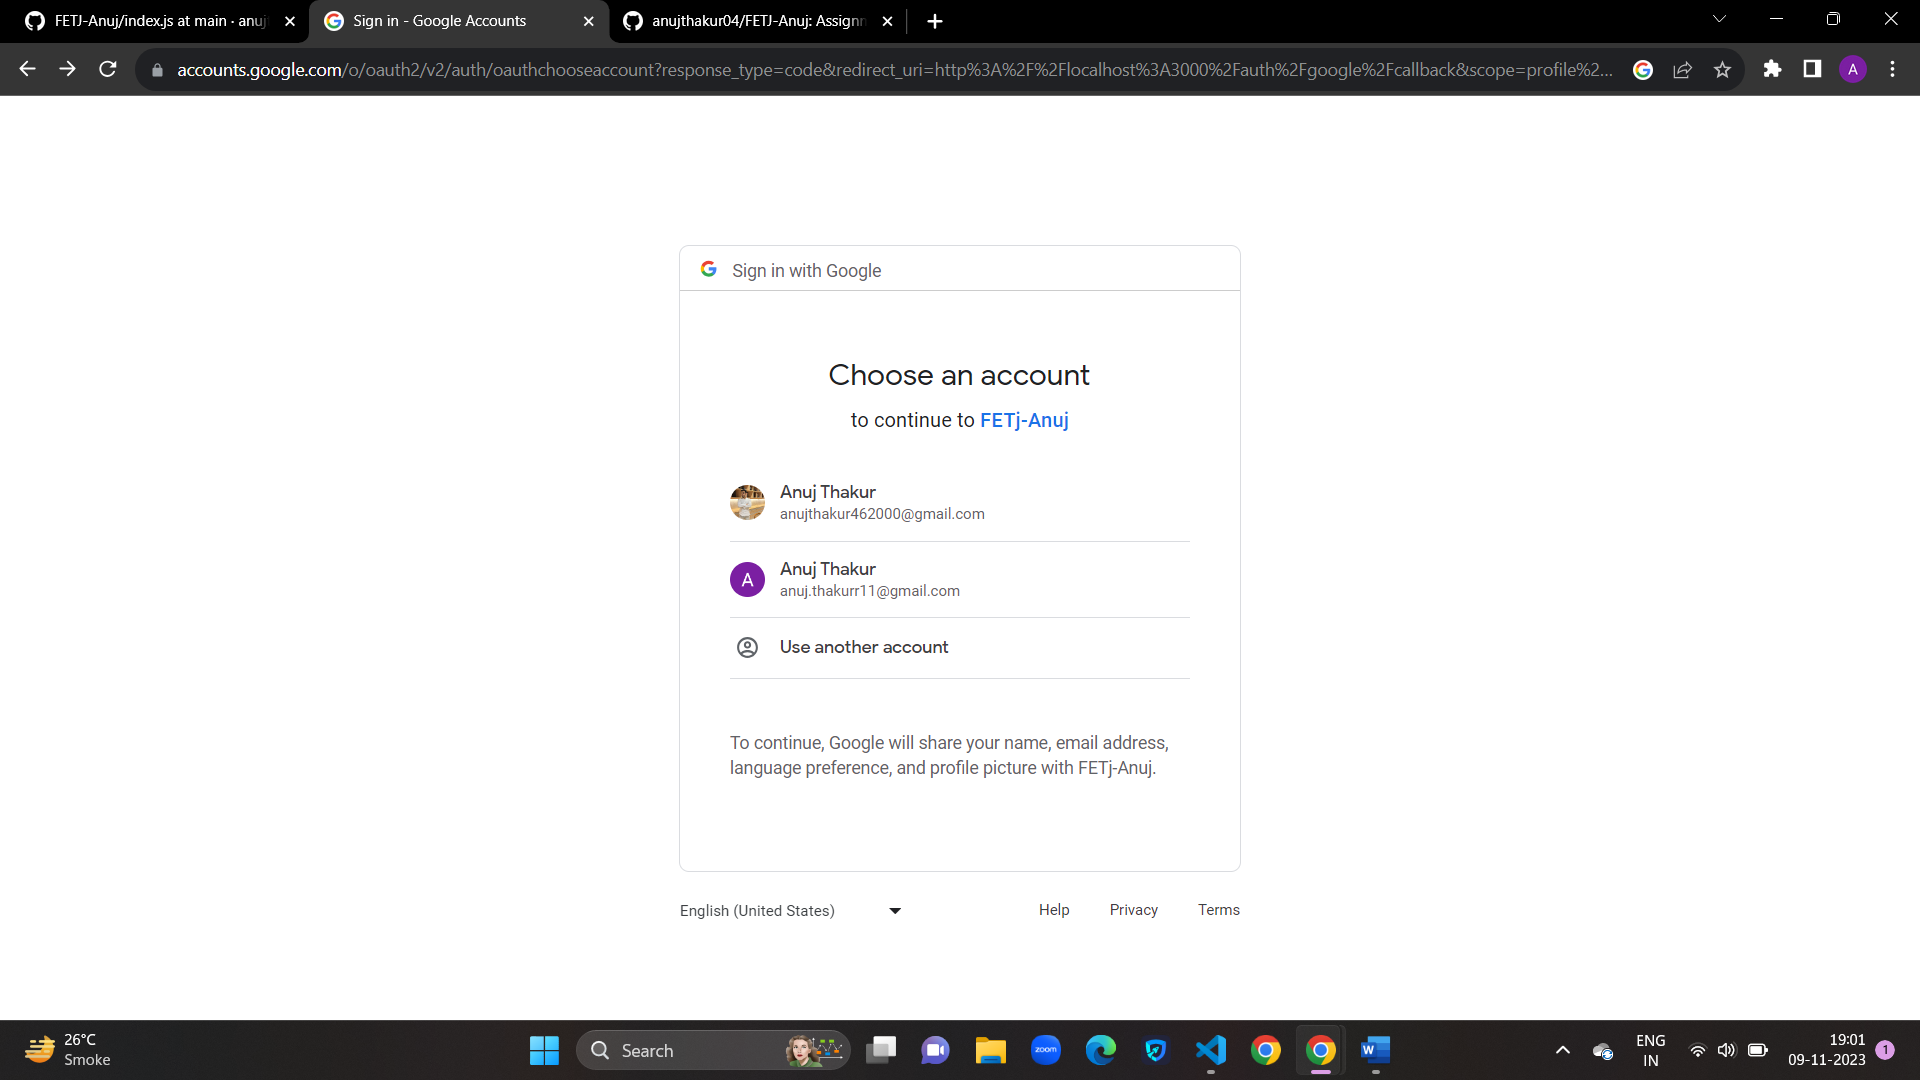 FETJ-Anuj/index.js at main · anuj
Sign in - Google Accounts
anujthakur04/FETJ-Anuj: Assignm
accounts.google.com/o/oauth2/v2/auth/oauthchooseaccount?response_type=code&redirect_uri=http%3A%2F%2Flocalhost%3A3000%2Fauth%2Fgoogle%2Fcallback&scope=profile%2...
A
Sign in with Google
Choose an account
to continue to FETj-Anuj
Anuj Thakur
anujthakur462000@gmail.com
A
Anuj Thakur
anuj.thakurr11@gmail.com
Use another account
To continue, Google will share your name, email address,
language preference, and profile picture with FETj-Anuj.
English (United States)
Help
Privacy
Terms
26°C
Smoke
Search
zoom
W
ENG
IN
19:01
09-11-2023
1